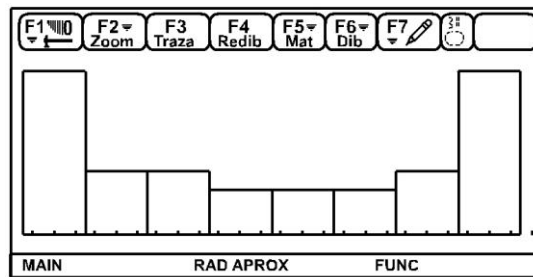 F1 F2 F3 F4 F5 F6 F7
Zoom Traza Redib Mat Dib
MAIN RAD APROX FUNC